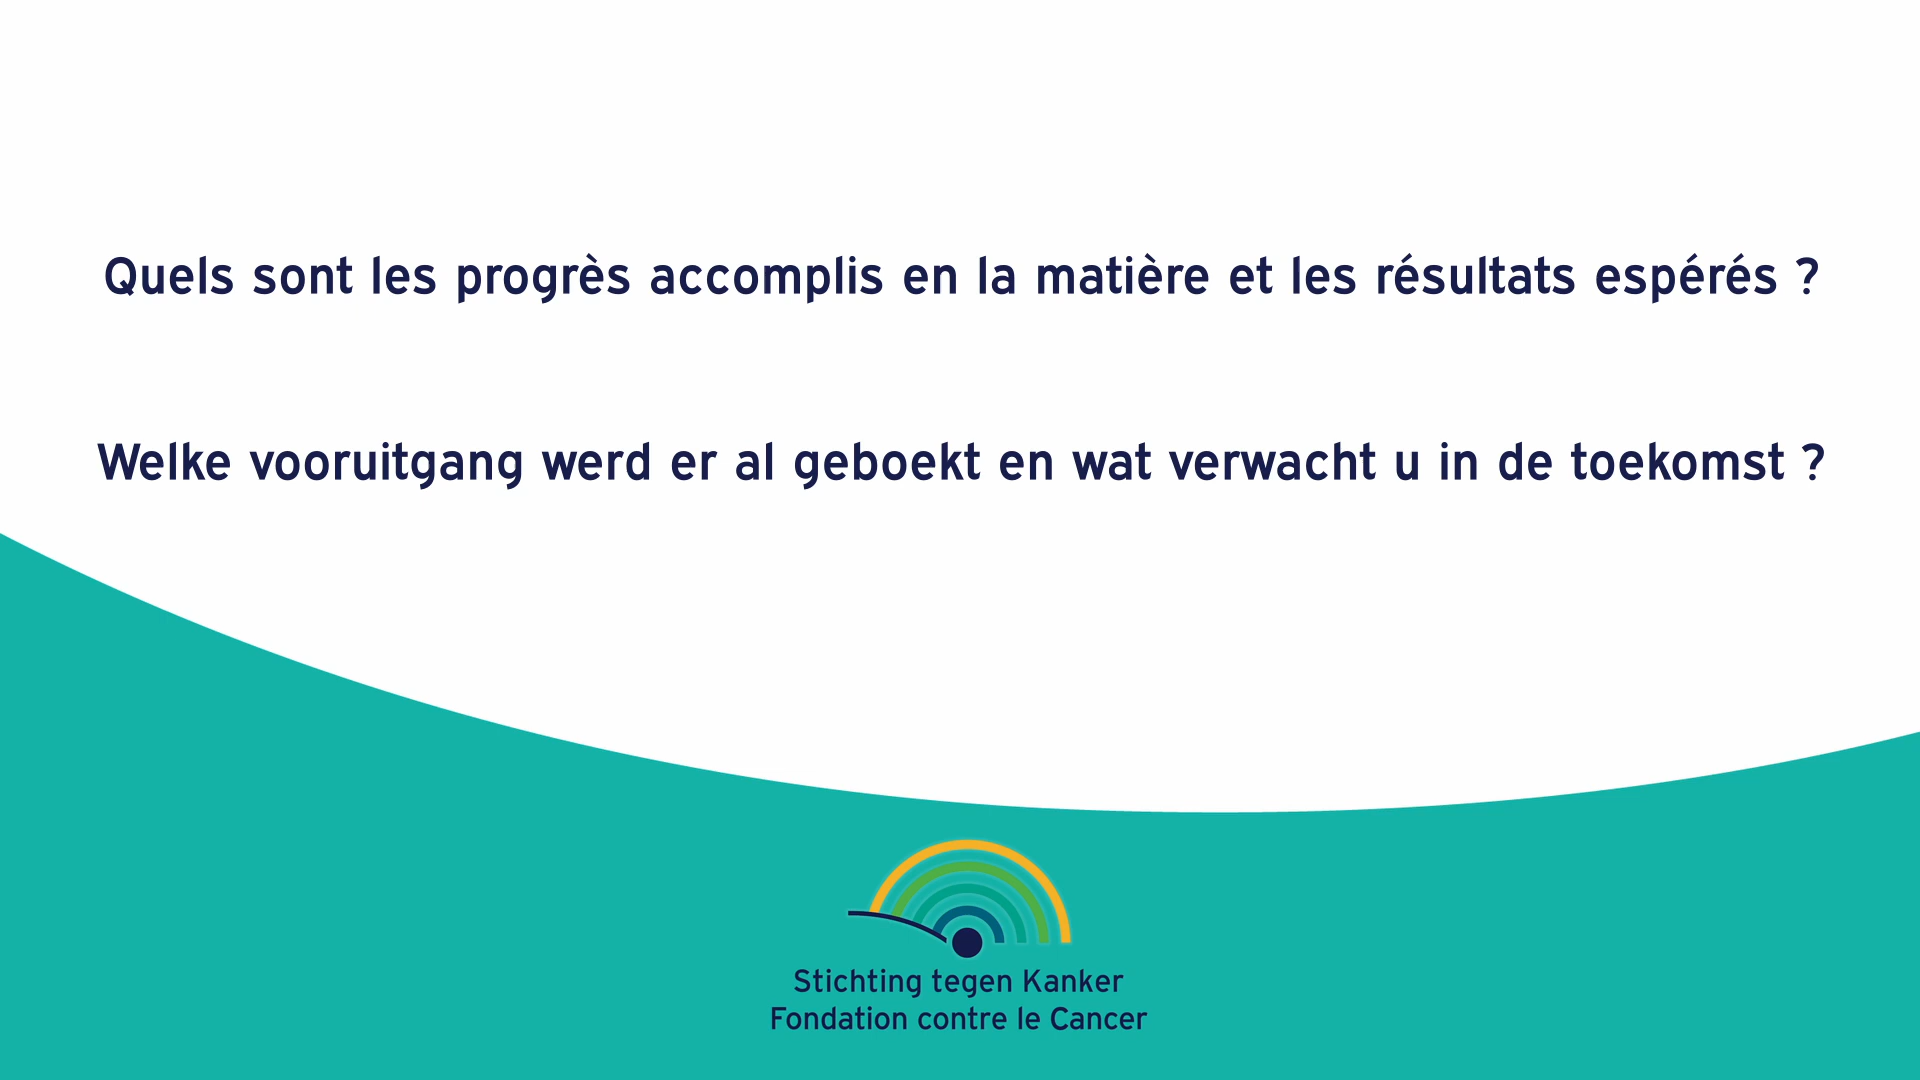 Quels sont les progrès accomplis en la matière et les résultats espérés ?
Welke vooruitgang werd er al geboekt en wat verwacht u in de toekomst ?
Stichting tegen Kanker
Fondation contre le Cancer